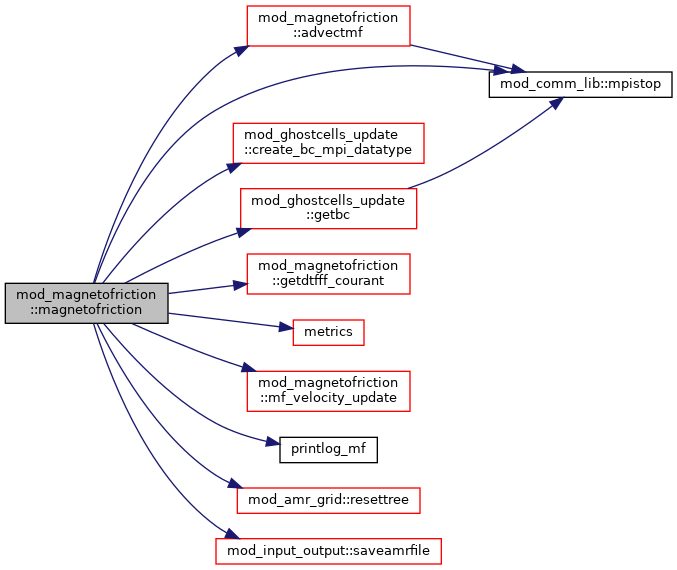 mod_magnetofriction
::advectmf
mod_comm_lib::mpistop
mod_ghostcells_update
::create_bc_mpi_datatype
mod_ghostcells_update
::getbc
mod_magnetofriction
::getdtfff_courant
mod_magnetofriction
::magnetofriction
metrics
mod_magnetofriction
::mf_velocity_update
printlog_mf
mod_amr_grid::resettree
mod_input_output::saveamrfile